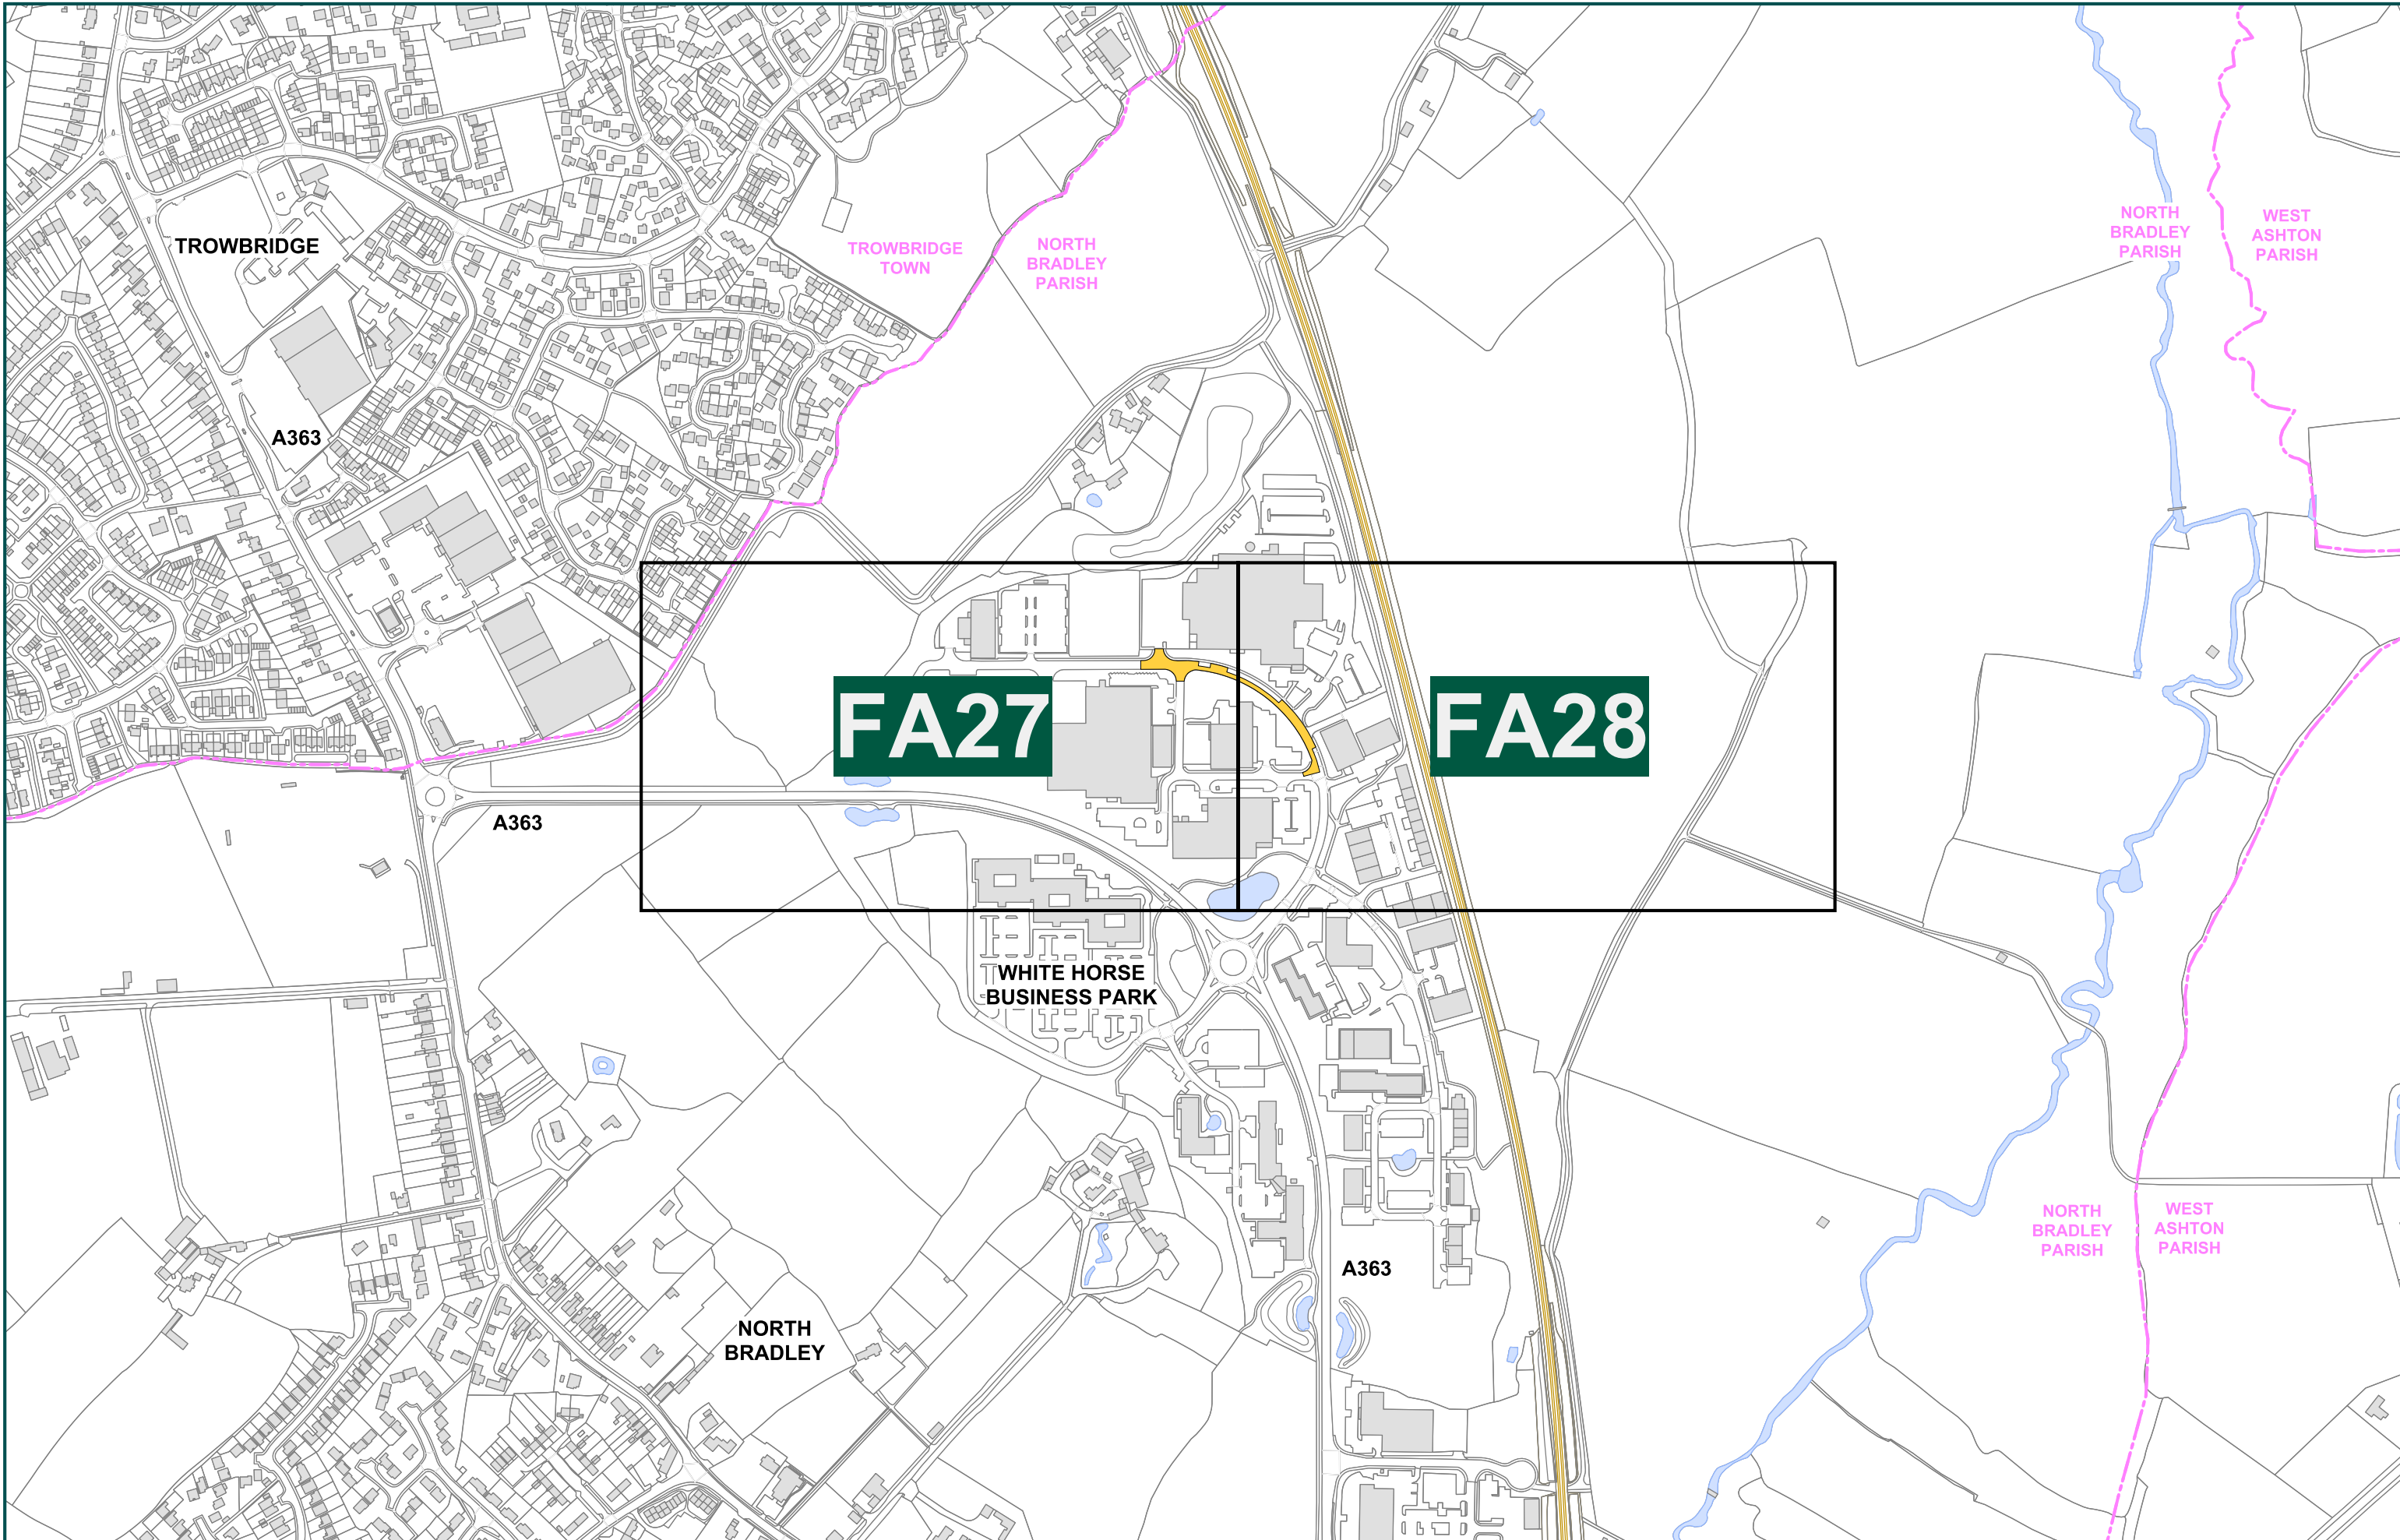 TROWBRIDGE
TROWBRIDGE
TOWN
NORTH
BRADLEY
PARISH
NORTH
BRADLEY
PARISH
WEST
ASHTON
PARISH
A363
FA27
FA28
A363
WHITE HORSE
BUSINESS PARK
NORTH
BRADLEY
PARISH
WEST
ASHTON
PARISH
A363
NORTH
BRADLEY